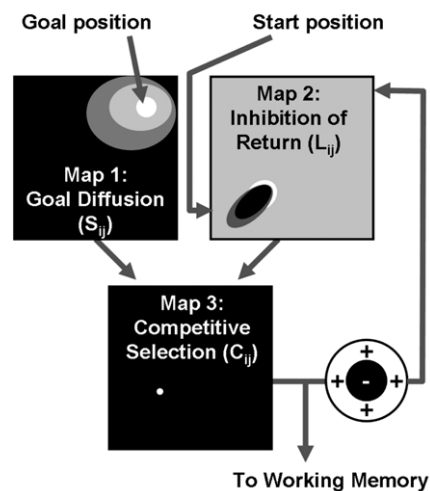 Goal position
Start position
Map 1:
Goal Diffusion
(Sij)
Map 2:
Inhibition of
Return (Lij)
Map 3:
Competitive
Selection (Cij)
+
+ - +
+
To Working Memory